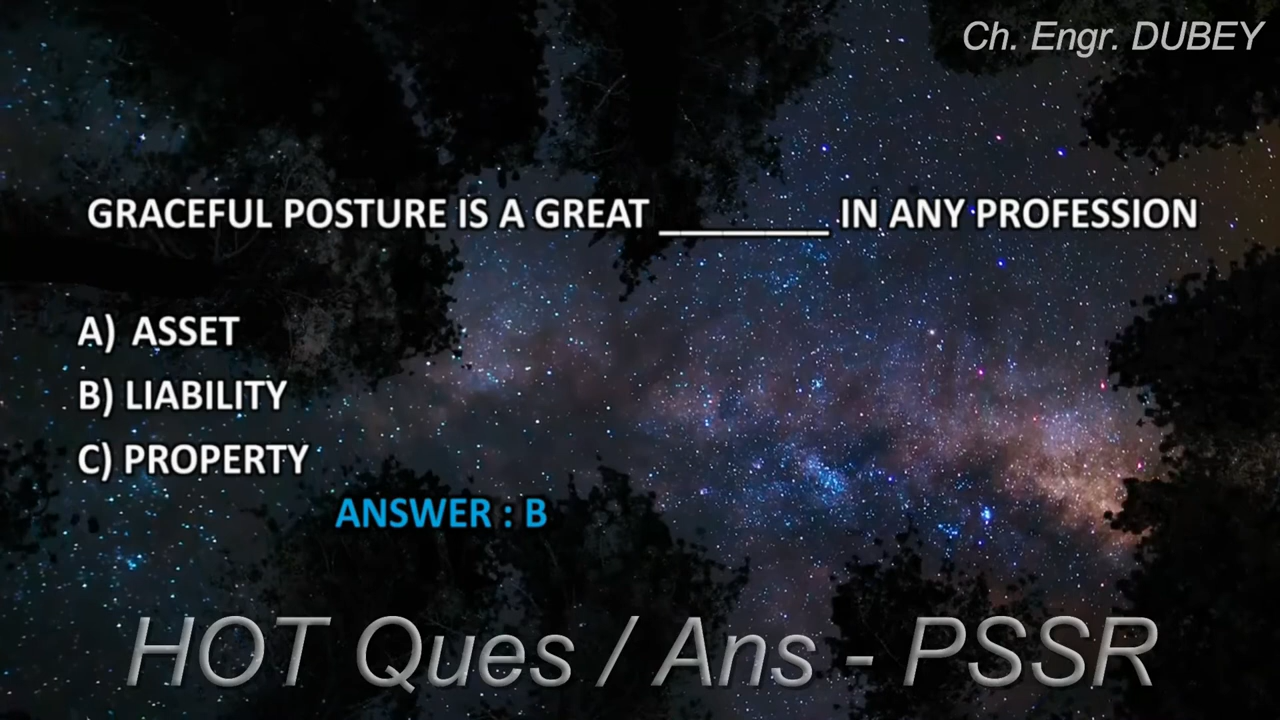 Ch. Engr. DUBEY
GRACEFUL POSTURE IS A GREAT ________ IN ANY PROFESSION
A) ASSET
B) LIABILITY
C) PROPERTY
ANSWER : B
HOT Ques / Ans - PSSR